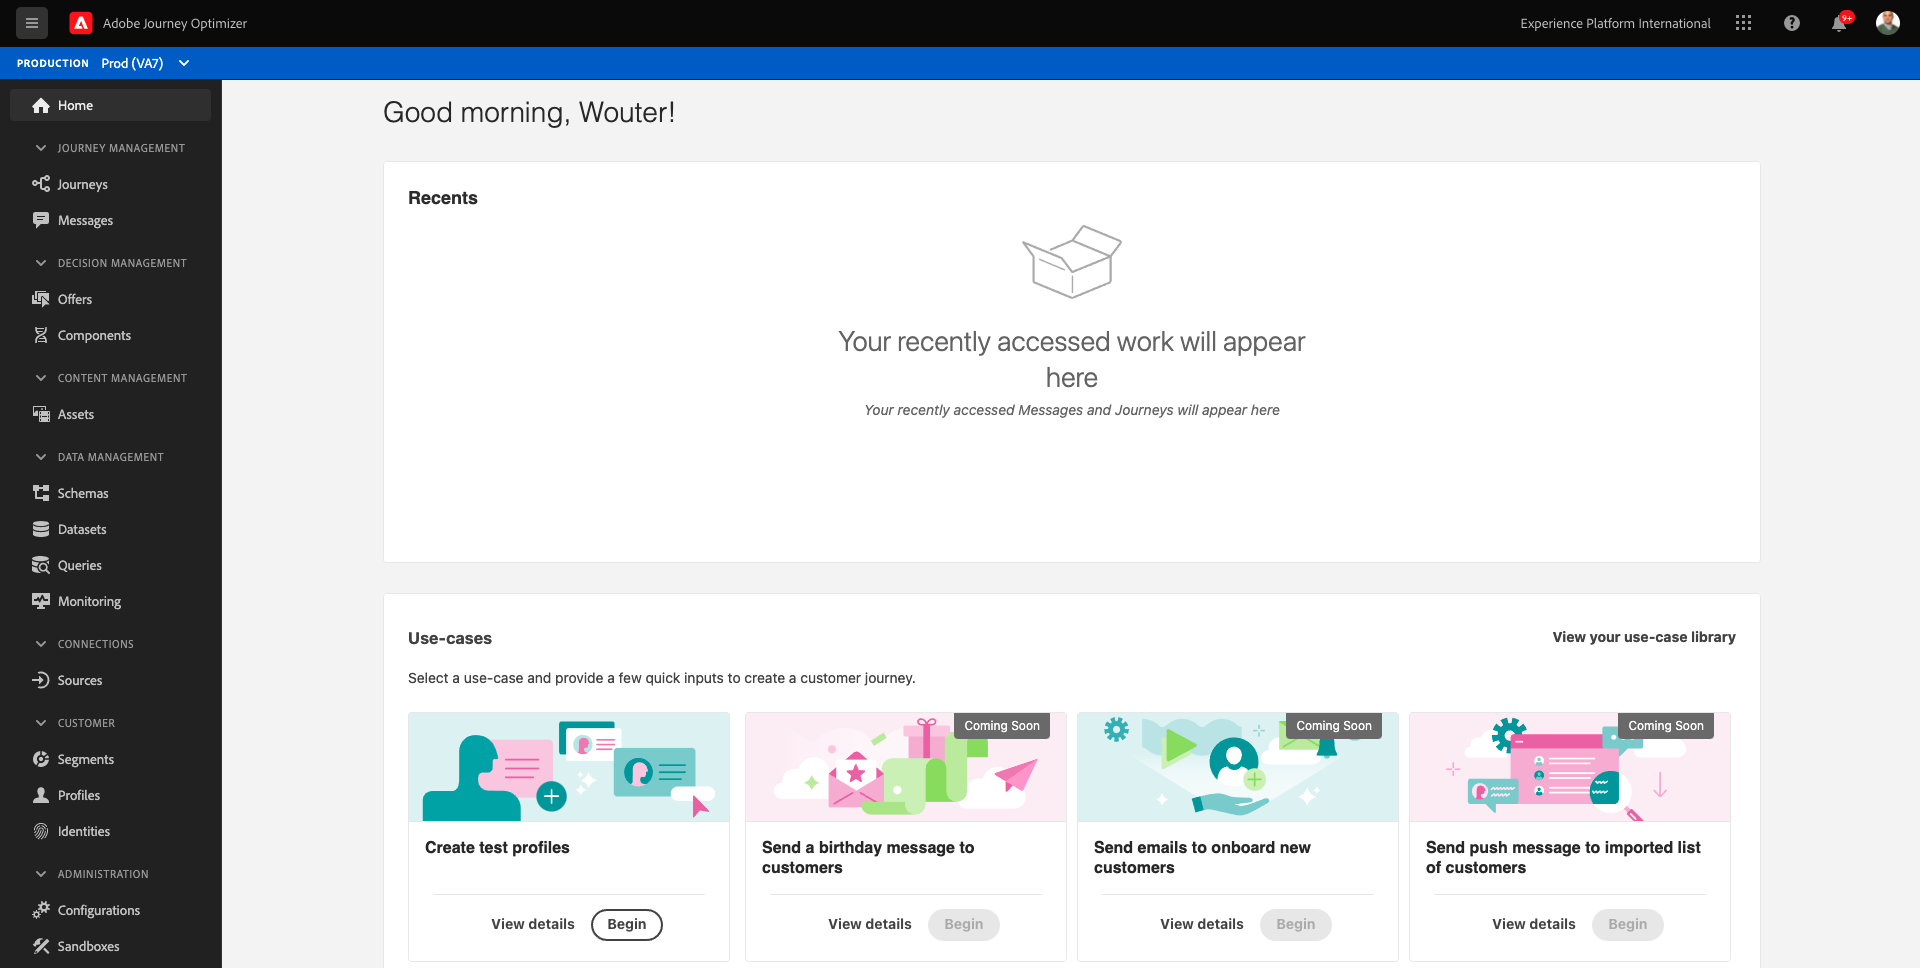 Adobe Journey Optimizer
Experience Platform International
9+
PRODUCTION Prod (VA7)
Home
JOURNEY MANAGEMENT
Journeys
Messages
DECISION MANAGEMENT
Offers
Components
CONTENT MANAGEMENT
Assets
DATA MANAGEMENT
Schemas
Datasets
Queries
Monitoring
CONNECTIONS
Sources
CUSTOMER
Segments
Profiles
Identities
ADMINISTRATION
Configurations
Sandboxes
Good morning, Wouter!
Recents
Your recently accessed work will appear
here
Your recently accessed Messages and Journeys will appear here
Use-cases
View your use-case library
Select a use-case and provide a few quick inputs to create a customer journey.
Create test profiles
View details Begin
Coming Soon
Send a birthday message to
customers
View details Begin
Coming Soon
Send emails to onboard new
customers
View details Begin
Coming Soon
Send push message to imported list
of customers
View details Begin